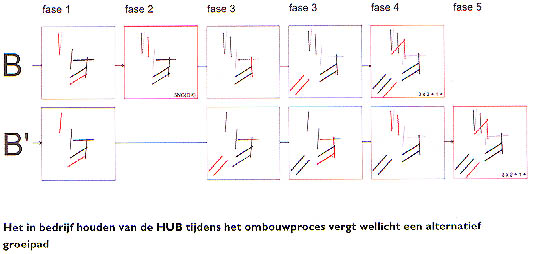 fase 1 fase 2 fase 3 fase 3 fase 4 fase 5
B
B'
Het in bedrijf houden van de HUB tijdens het ombouwproces vergt wellicht een alternatief
groeipad